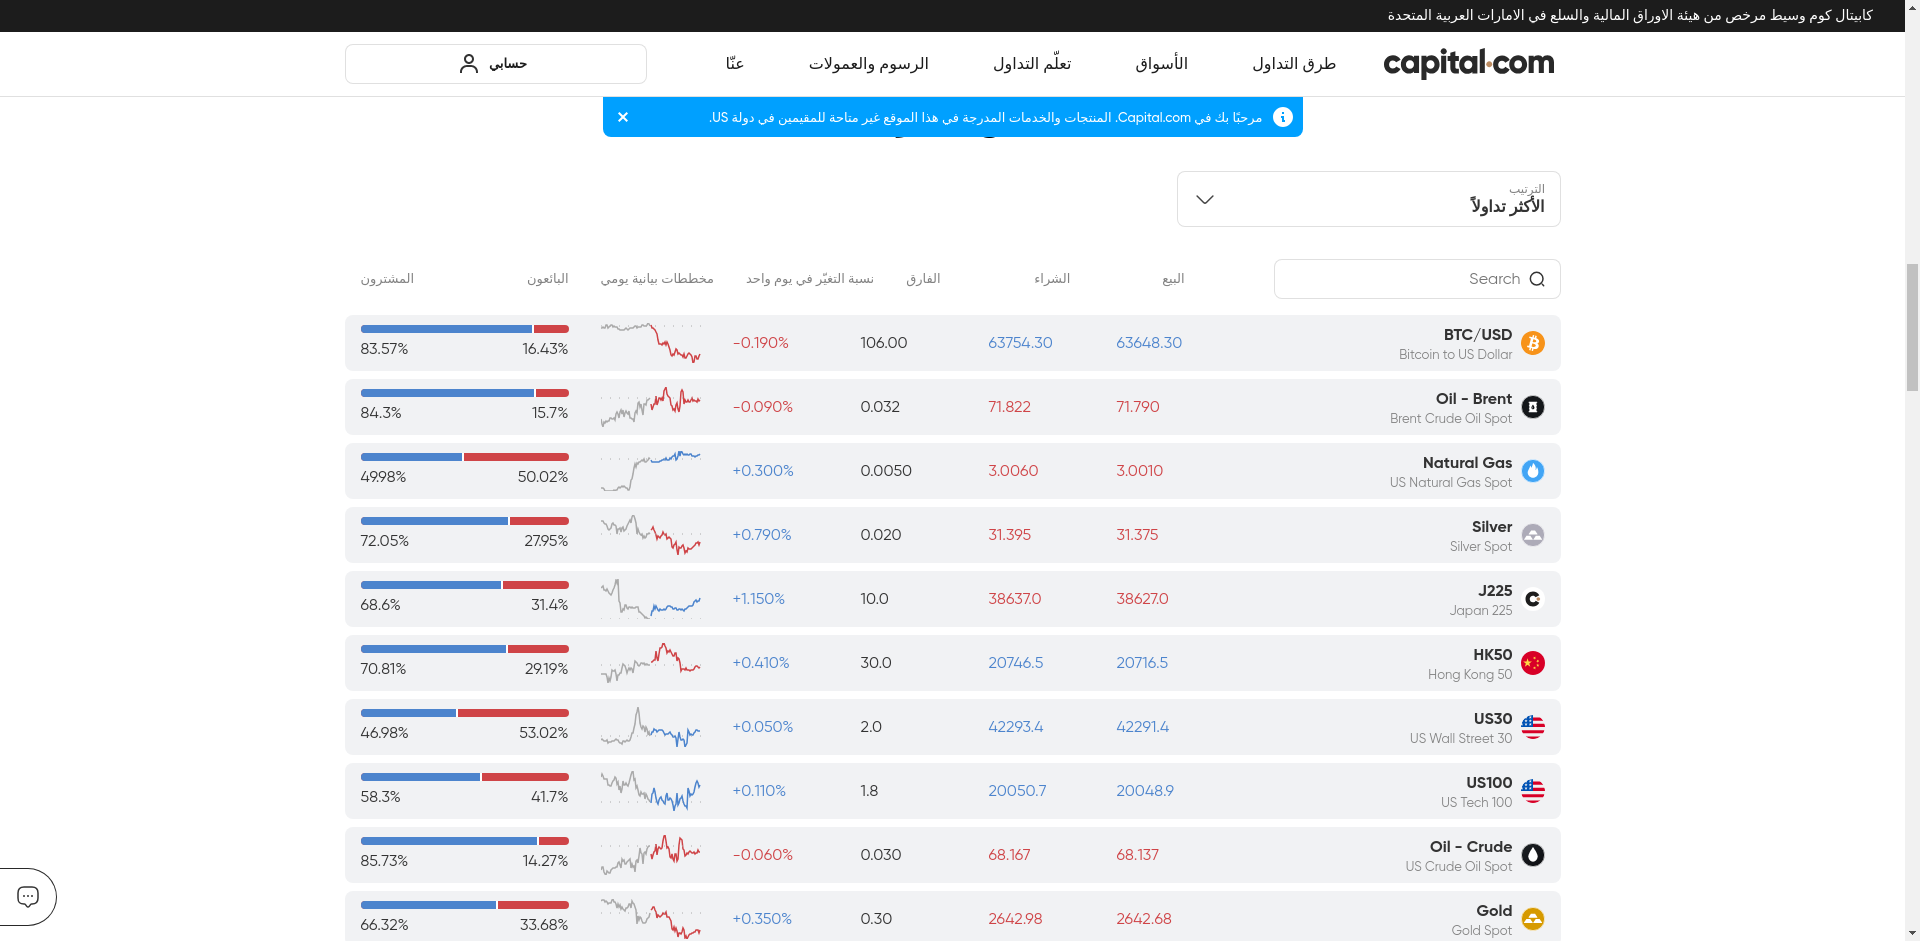 كابيتال كوم وسيط مرخص من هيئة الاوراق المالية والسلع في الامارات العربية المتحدة
capital.com
طرق التداول
الأسواق
تعلّم التداول
الرسوم والعمولات
عنّا
حسابي
مرحبًا بك في Capital.com. المنتجات والخدمات المدرجة في هذا الموقع غير متاحة للمقيمين في دولة US.
الترتيب
الأكثر تداولاً
Search
البيع
الشراء
الفارق
نسبة التغيّر في يوم واحد
مخططات بيانية يومي
البائعون
المشترون
BTC/USD
Bitcoin to US Dollar
63648.30
63754.30
106.00
-0.190%
16.43%
83.57%
Oil - Brent
Brent Crude Oil Spot
71.790
71.822
0.032
-0.090%
15.7%
84.3%
Natural Gas
US Natural Gas Spot
3.0010
3.0060
0.0050
+0.300%
50.02%
49.98%
Silver
Silver Spot
31.375
31.395
0.020
+0.790%
27.95%
72.05%
J225
Japan 225
38627.0
38637.0
10.0
+1.150%
31.4%
68.6%
HK50
Hong Kong 50
20716.5
20746.5
30.0
+0.410%
29.19%
70.81%
US30
US Wall Street 30
42291.4
42293.4
2.0
+0.050%
53.02%
46.98%
US100
US Tech 100
20048.9
20050.7
1.8
+0.110%
41.7%
58.3%
Oil - Crude
US Crude Oil Spot
68.137
68.167
0.030
-0.060%
14.27%
85.73%
Gold
Gold Spot
2642.68
2642.98
0.30
+0.350%
33.68%
66.32%